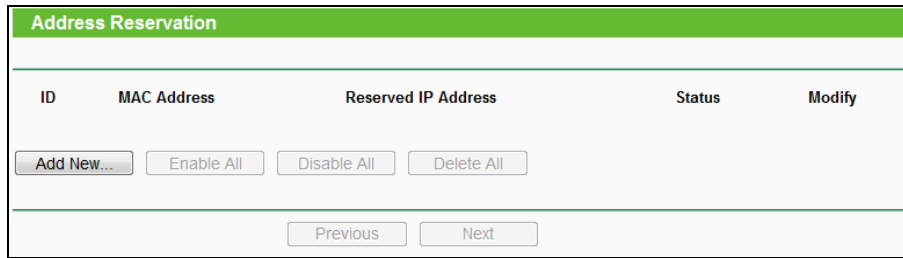 Address Reservation
ID MAC Address Reserved IP Address Status Modify
Add New... Enable All Disable All Delete All
Previous Next